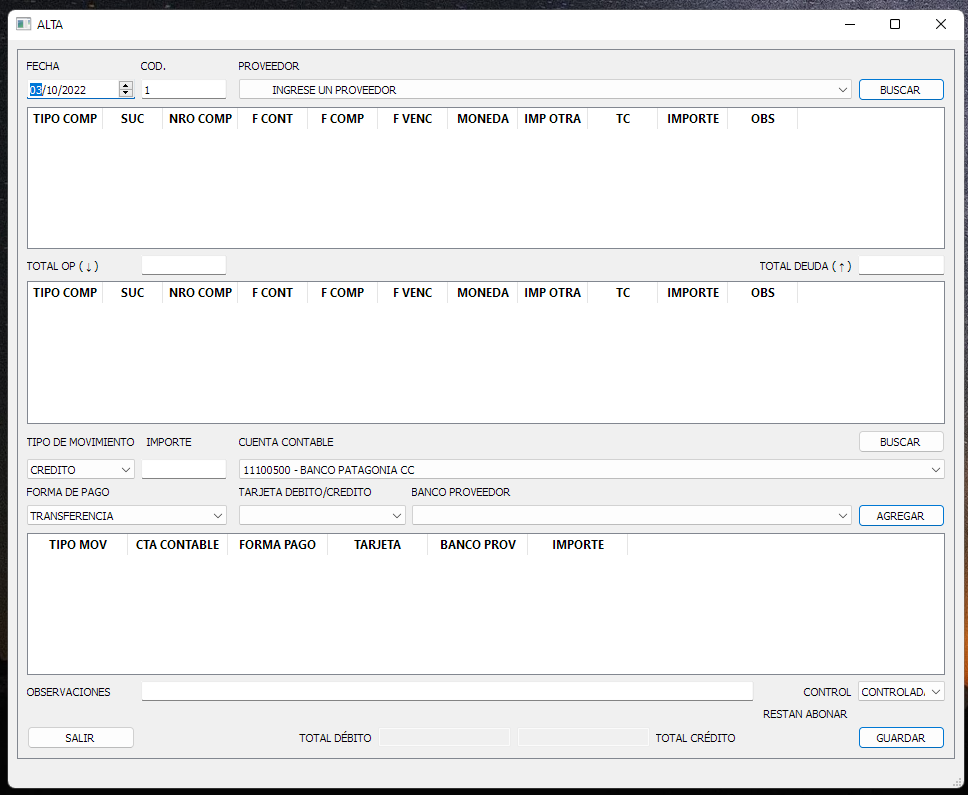 ALTA
FECHA COD. PROVEEDOR
03/10/2022 1 INGRESE UN PROVEEDOR BUSCAR
TIPO COMP SUC NRO COMP F CONT F COMP F VENC MONEDA IMP OTRA TC IMPORTE OBS
TOTAL OP (↓) TOTAL DEUDA (↑)
TIPO COMP SUC NRO COMP F CONT F COMP F VENC MONEDA IMP OTRA TC IMPORTE OBS
TIPO DE MOVIMIENTO IMPORTE CUENTA CONTABLE BUSCAR
CREDITO 11100500 - BANCO PATAGONIA CC
FORMA DE PAGO TARJETA DEBITO/CREDITO BANCO PROVEEDOR
TRANSFERENCIA AGREGAR
TIPO MOV CTA CONTABLE FORMA PAGO TARJETA BANCO PROV IMPORTE
OBSERVACIONES CONTROL CONTROLAD
RESTAN ABONAR
SALIR TOTAL DÉBITO TOTAL CRÉDITO GUARDAR